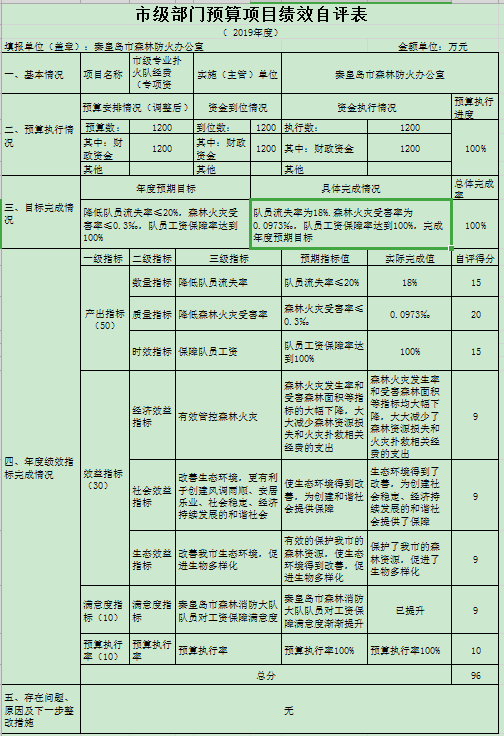 市级部门预算项目绩效自评表
（ 2019年度）
填报单位（盖章）：秦皇岛市森林防火办公室 金额单位：万元
一、基本情况 项目名称 市级专业扑火队经费（专项资 实施（主管）单位 秦皇岛市森林防火办公室
二、预算执行情况 预算安排情况（调整后） 资金到位情况 资金执行情况 预算执行进度
预算数： 1200 到位数： 1200 执行数： 1200 100%
其中：财政资金 1200 其中：财政资金 1200 其中：财政资金 1200
其他 其他 其他
三、目标完成情况 年度预期目标 具体完成情况 总体完成率
降低队员流失率≤20%，森林火灾受害率≤0.3‰，队员工资保障率达到100% 队员流失率为18%.森林火灾受害率为0.0973‰，队员工资保障率达到100%，完成年度预期目标 100%
四、年度绩效指标完成情况 一级指标 二级指标 三级指标 预期指标值 实际完成值 自评得分
产出指标（50） 数量指标 降低队员流失率 队员流失率≤20% 18% 15
质量指标 降低森林火灾受害率 森林火灾受害率≤0.3‰ 0.0973‰ 20
时效指标 保障队员工资 队员工资保障率达到100% 100% 15
效益指标（30） 经济效益指标 有效管控森林火灾 森林火灾发生率和受害森林面积等指标的大幅下降，大大减少森林资源损失和火灾扑救相关经费的支出 森林火灾发生率和受害森林面积等指标均大幅下降，大大减少了森林资源损失和火灾扑救相关经费的支出 9
社会效益指标 改善生态环境，更有利于创建风调雨顺、安居乐业、社会稳定、经济持续发展的和谐社会 使生态环境得到改善，为创建和谐社会提供保障 生态环境得到了改善，为创建社会稳定、经济持续发展的和谐社会提供了保障 9
生态效益指标 改善我市生态环境，促进生物多样化 有效的保护我市的森林资源，使生态环境得到改善，促进生物多样化 保护了我市的森林资源，促进了生物多样化 9
满意度指标（10） 满意度指标 秦皇岛市森林消防大队队员对工资保障满意度 秦皇岛市森林消防大队队员对工资保障满意度渐渐提升 已提升 9
预算执行率（10） 预算执行率 预算执行率 预算执行率100% 预算执行率100% 10
总分 96
五、存在问题、原因及下一步整改措施 无